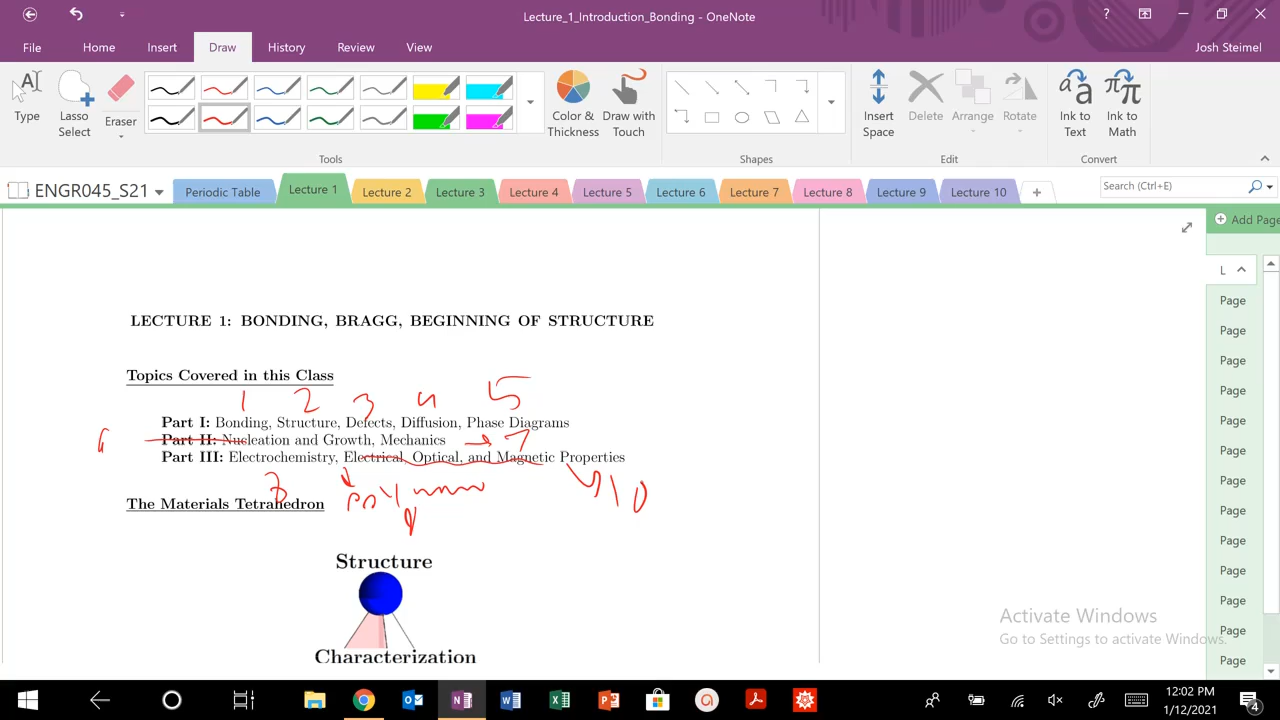 Lecture_1_Introduction_Bonding - OneNote
?
File Home Insert Draw History Review View Josh Steimel
Type Lasso Select Eraser Color & Thickness Draw with Touch Insert Space Delete Arrange Rotate Ink to Text Ink to Math
Tools Shapes Edit Convert
ENGR045_S21 Periodic Table Lecture 1 Lecture 2 Lecture 3 Lecture 4 Lecture 5 Lecture 6 Lecture 7 Lecture 8 Lecture 9 Lecture 10 Search (Ctrl+E)
Add Page
L
Page
Page
Page
Page
Page
Page
Page
Page
Page
Page
Page
Page
Page
LECTURE 1: BONDING, BRAGG, BEGINNING OF STRUCTURE
Topics Covered in this Class
1 2 3 4 5
Part I: Bonding, Structure, Defects, Diffusion, Phase Diagrams
6 Part II: Nucleation and Growth, Mechanics → 7
Part III: Electrochemistry, Electrical, Optical, and Magnetic Properties
8 10
The Materials Tetrahedron
Structure
Characterization
Activate Windows
Go to Settings to activate Windows.
12:02 PM
1/12/2021
4